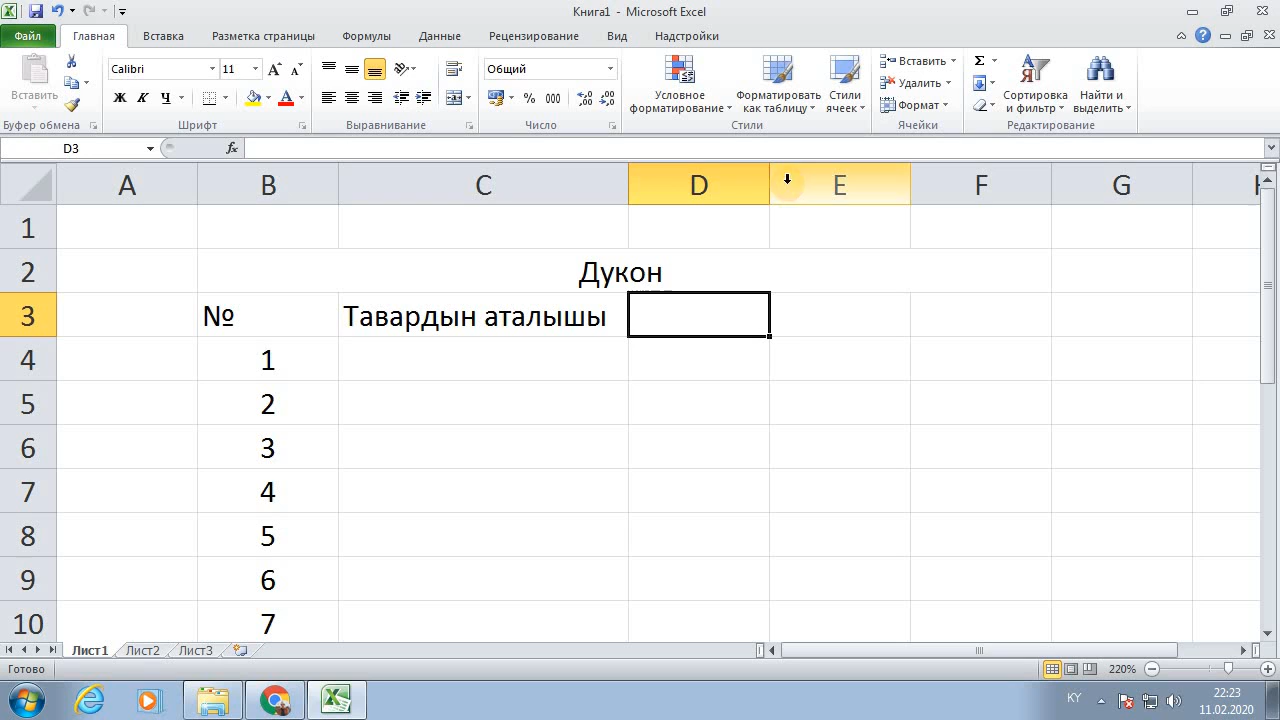 Книга1 - Microsoft Excel
Файл Главная Вставка Разметка страницы Формулы Данные Рецензирование Вид Надстройки
Вставить
Calibri 11
Ж К Ч
Общий
% 000
Условное форматирование
Форматировать как таблицу
Стили ячеек
Вставить
Удалить
Формат
Σ
Сортировка и фильтр
Найти и выделить
Буфер обмена Шрифт Выравнивание Число Стили Ячейки Редактирование
D3 fx
A B C D E F G H
1
2 Дукон
3 № Тавардын аталышы
4 1
5 2
6 3
7 4
8 5
9 6
10 7
Лист1 Лист2 Лист3
Готово 220%
KY 22:23
11.02.2020